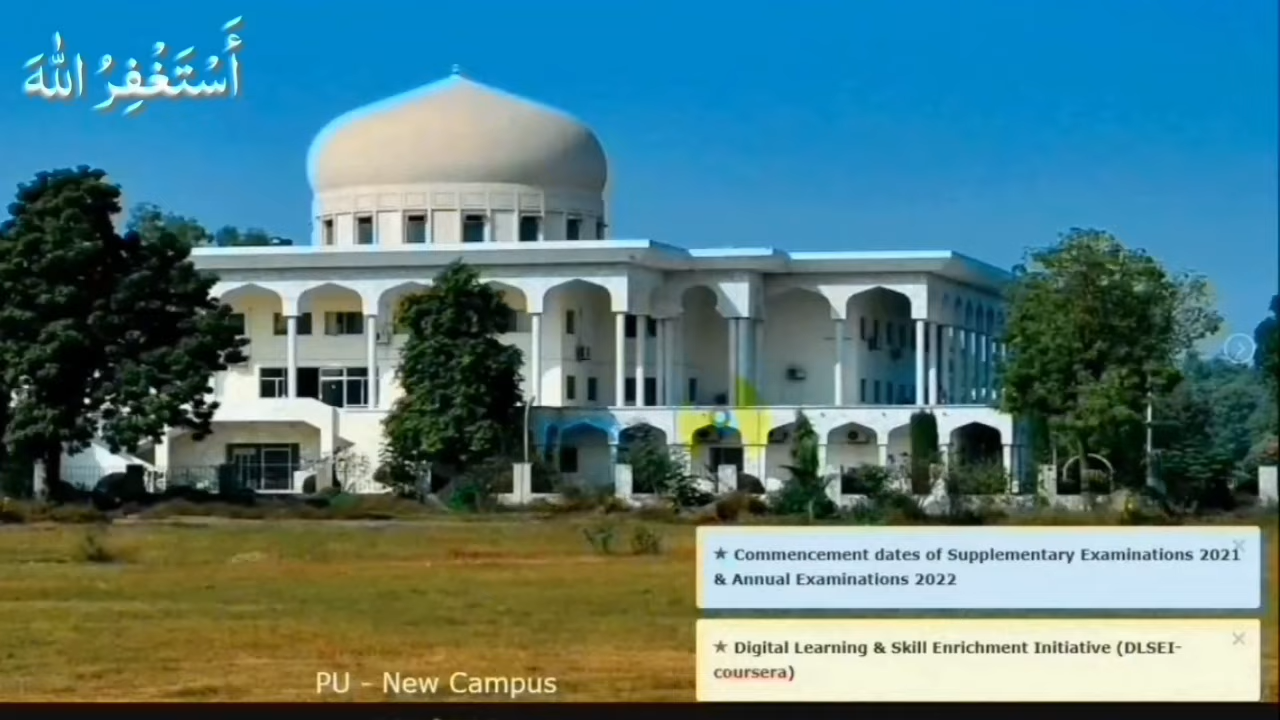 أَسْتَغْفِرُ اللّٰهَ
★ Commencement dates of Supplementary Examinations 2021
& Annual Examinations 2022
★ Digital Learning & Skill Enrichment Initiative (DLSEI-
coursera)
PU - New Campus